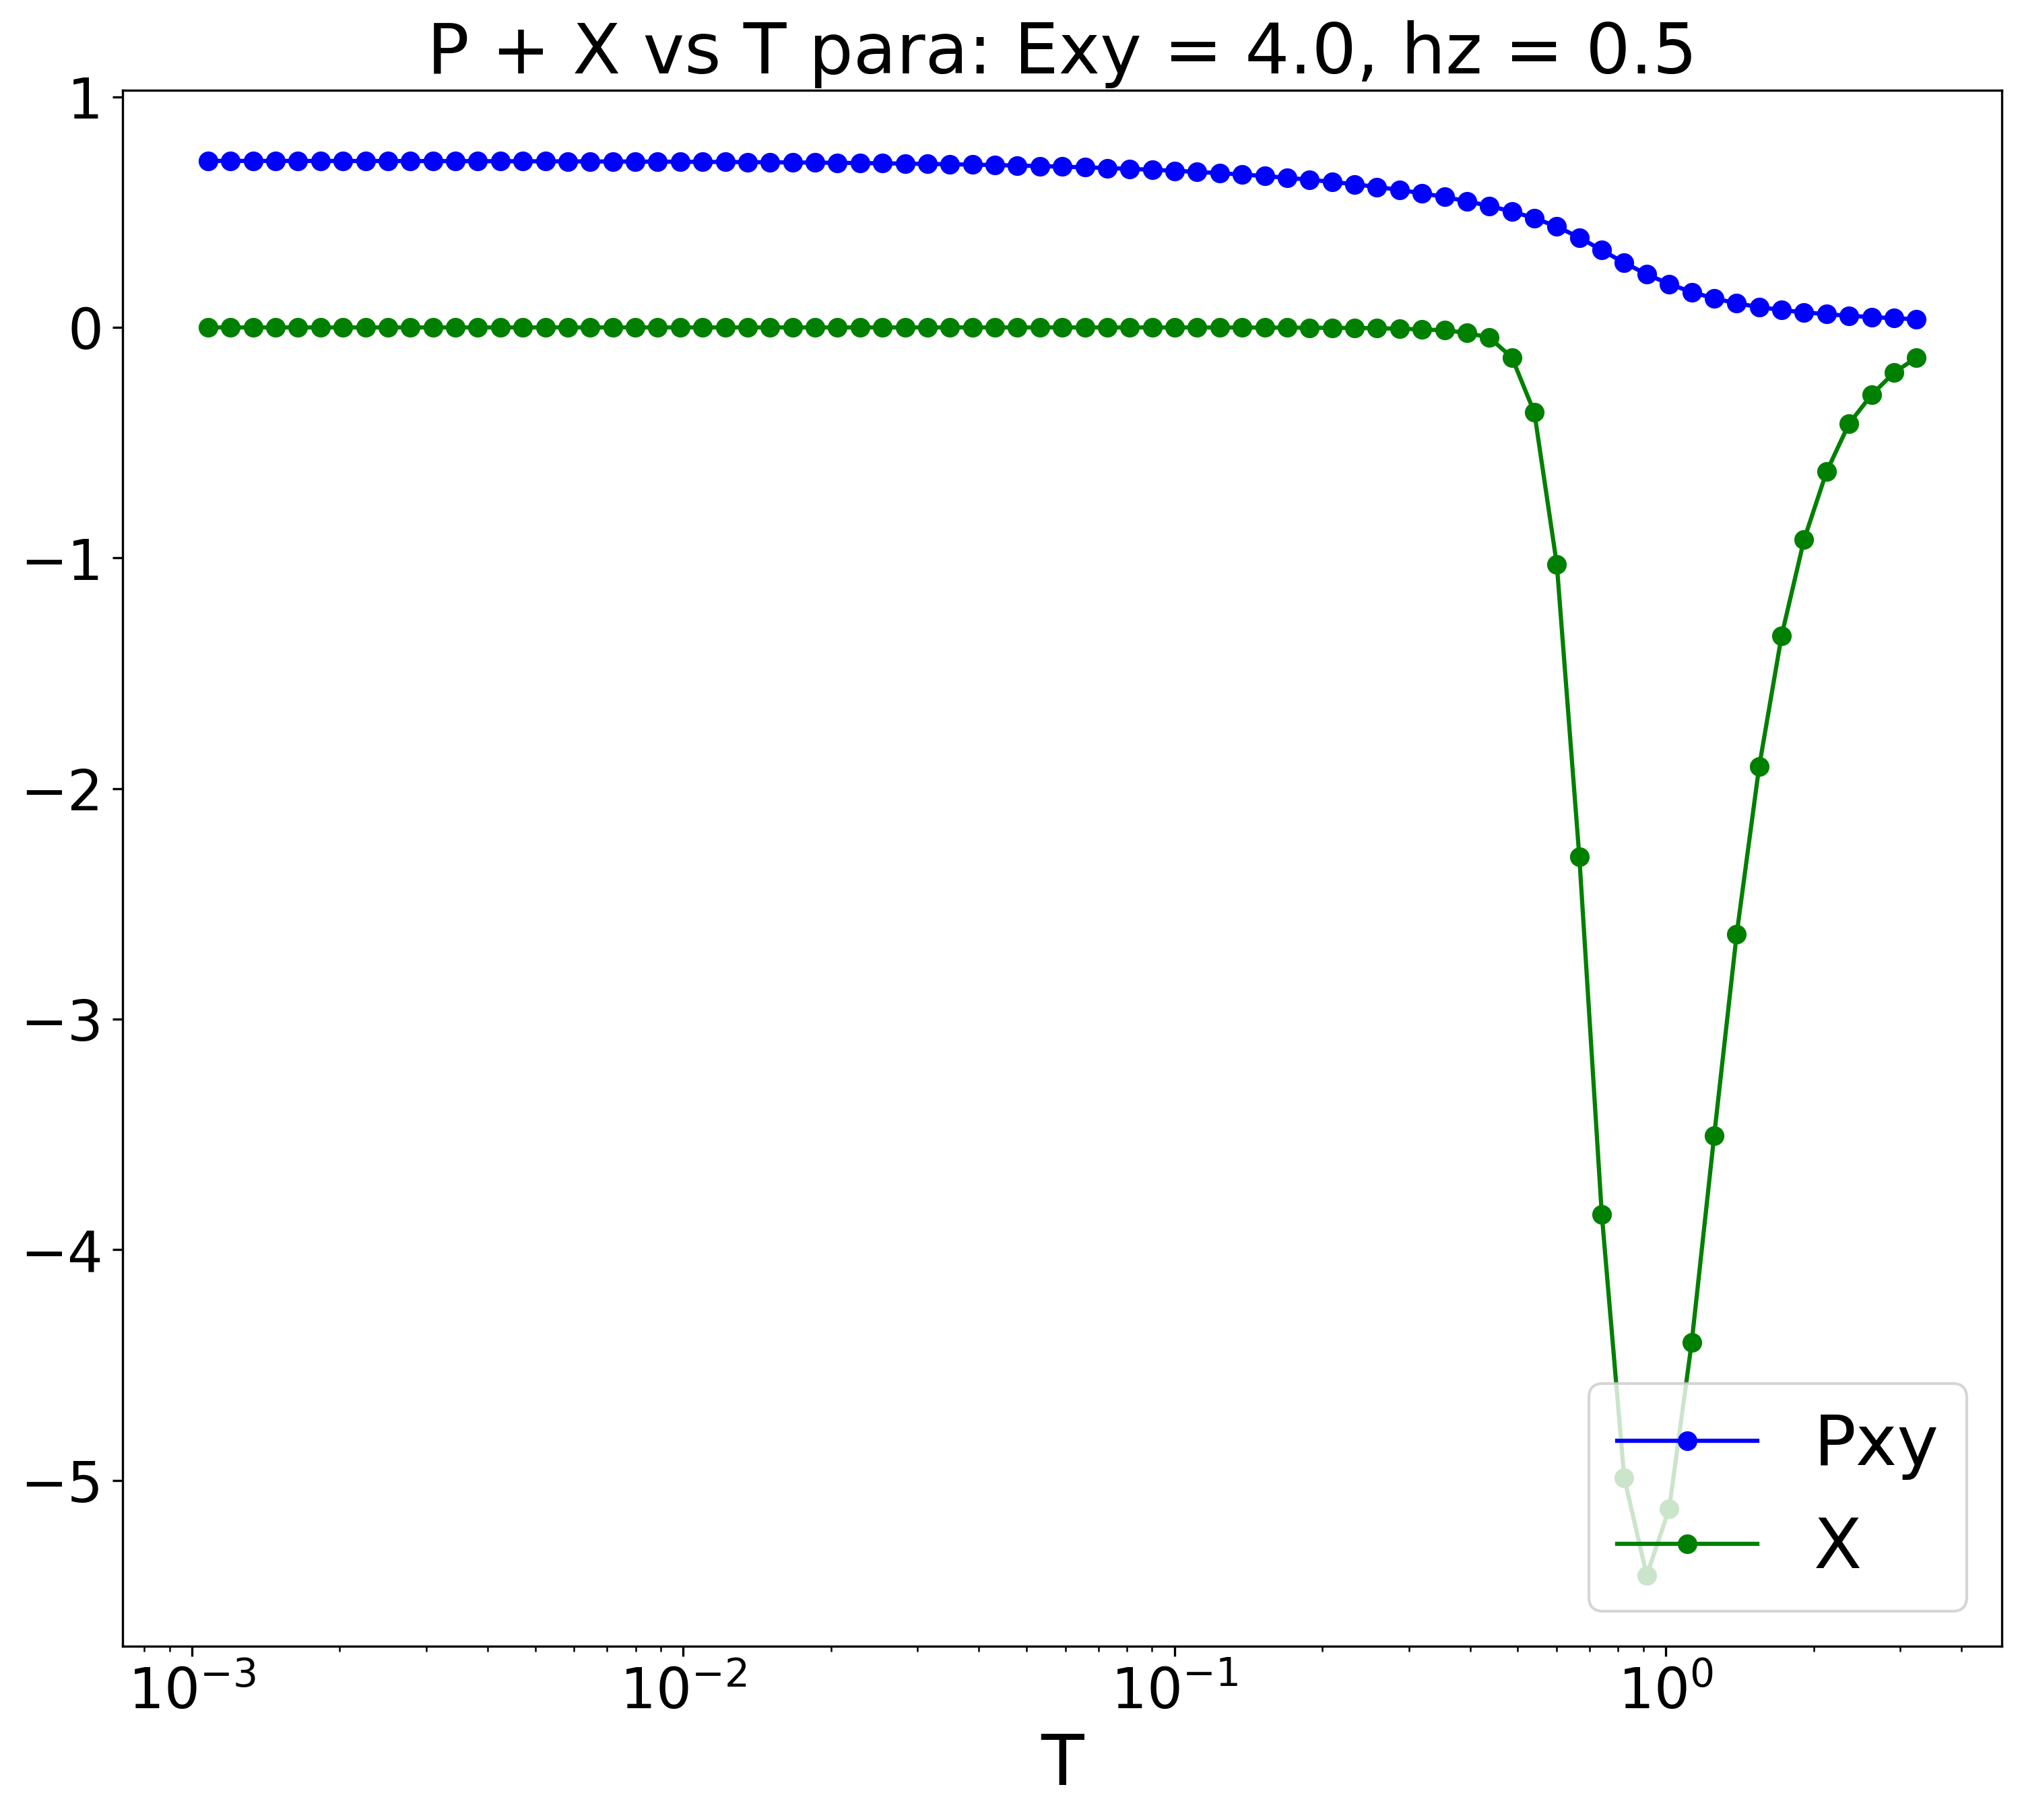 P + X vs T para: Exy = 4.0, hz = 0.5
1
0
−1
−2
−3
−4
−5
Pxy
X
10⁻³ 10⁻² 10⁻¹ 10⁰
T